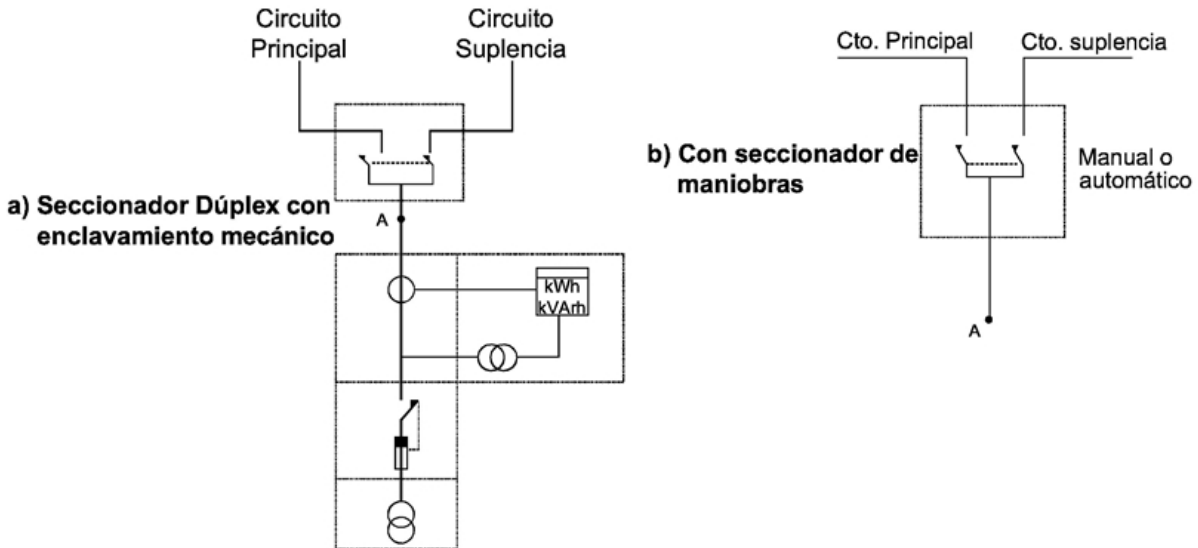 Circuito
Principal
Circuito
Suplencia
a) Seccionador Dúplex con
enclavamiento mecánico
A
kWh
kVArh
Cto. Principal
Cto. suplencia
b) Con seccionador de
maniobras
Manual o
automático
A